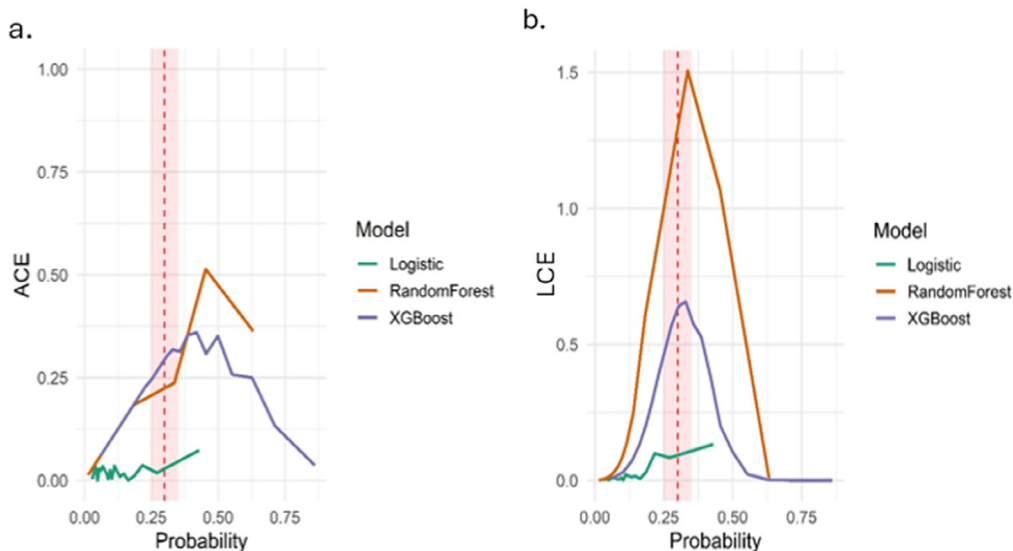 a.
ACE
1.00
0.75
0.50
0.25
0.00
0.00 0.25 0.50 0.75
Probability
Model
Logistic
RandomForest
XGBoost
b.
LCE
1.5
1.0
0.5
0.0
0.00 0.25 0.50 0.75
Probability
Model
Logistic
RandomForest
XGBoost